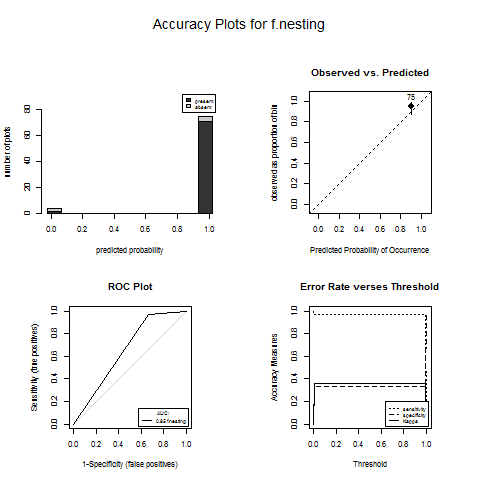 Accuracy Plots for f.nesting
present
absent
number of plots
0 20 40 60 80
0.0 0.2 0.4 0.6 0.8 1.0
predicted probability
Observed vs. Predicted
75
observed as proportion of bin
0.0 0.2 0.4 0.6 0.8 1.0
0.0 0.2 0.4 0.6 0.8 1.0
Predicted Probability of Occurrence
ROC Plot
Sensitivity (true positives)
0.0 0.2 0.4 0.6 0.8 1.0
AUC:
0.65 f.nesting
0.0 0.2 0.4 0.6 0.8 1.0
1-Specificity (false positives)
Error Rate verses Threshold
Accuracy Measures
0.0 0.2 0.4 0.6 0.8 1.0
sensitivity
specificity
Kappa
0.0 0.2 0.4 0.6 0.8 1.0
Threshold